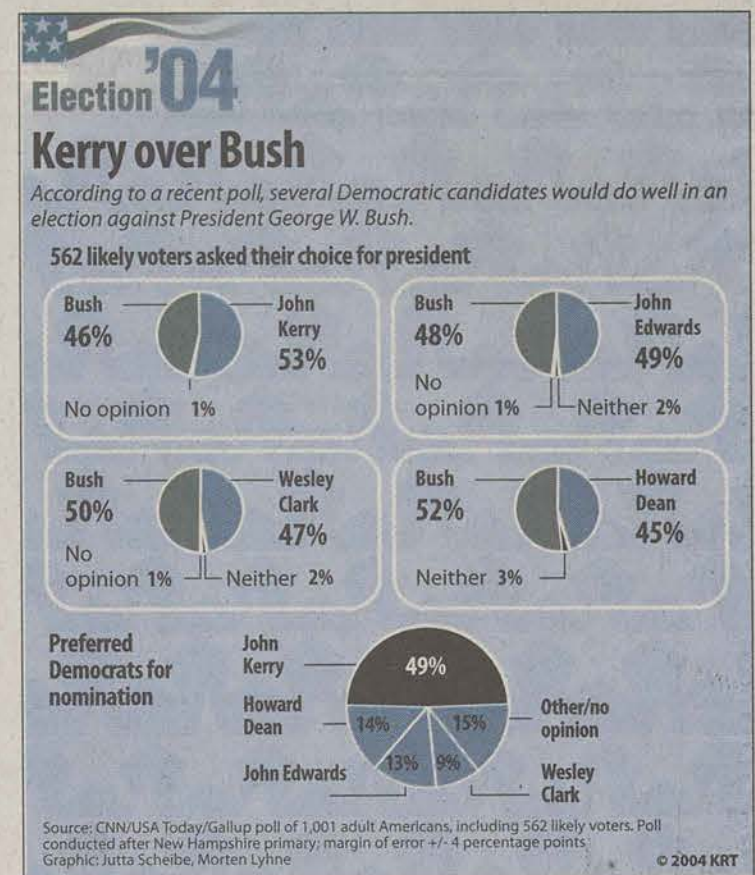 Election '04
Kerry over Bush
According to a recent poll, several Democratic candidates would do well in an
election against President George W. Bush.
562 likely voters asked their choice for president
Bush
46%
John
Kerry
53%
No opinion 1%
Bush
48%
John
Edwards
49%
No
opinion 1%
Neither 2%
Bush
50%
Wesley
Clark
47%
No
opinion 1%
Neither 2%
Bush
52%
Howard
Dean
45%
Neither 3%
Preferred
Democrats for
nomination
John
Kerry
49%
Howard
Dean
14%
15%
Other/no
opinion
John Edwards
13%
9%
Wesley
Clark
Source: CNN/USA Today/Gallup poll of 1,001 adult Americans, including 562 likely voters. Poll
conducted after New Hampshire primary; margin of error +/- 4 percentage points
Graphic: Jutta Scheibe, Morten Lyhne
© 2004 KRT